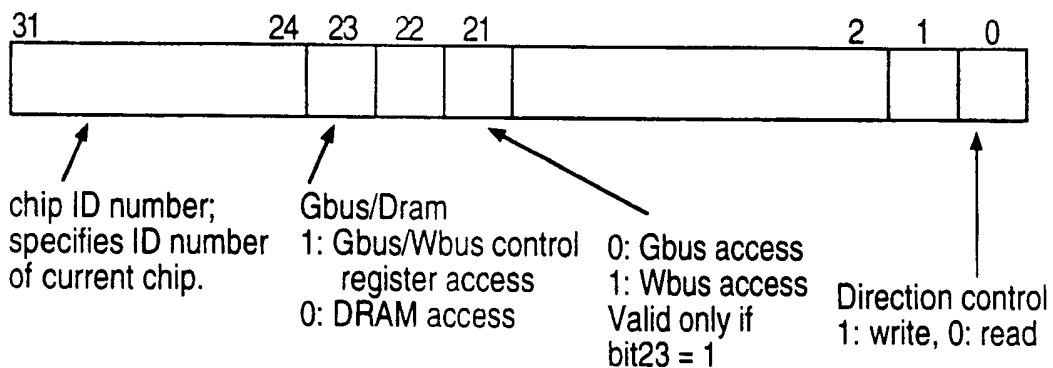 31 24 23 22 21 2 1 0
chip ID number;
specifies ID number
of current chip.
Gbus/Dram
1: Gbus/Wbus control
register access
0: DRAM access
0: Gbus access
1: Wbus access
Valid only if
bit23 = 1
Direction control
1: write, 0: read